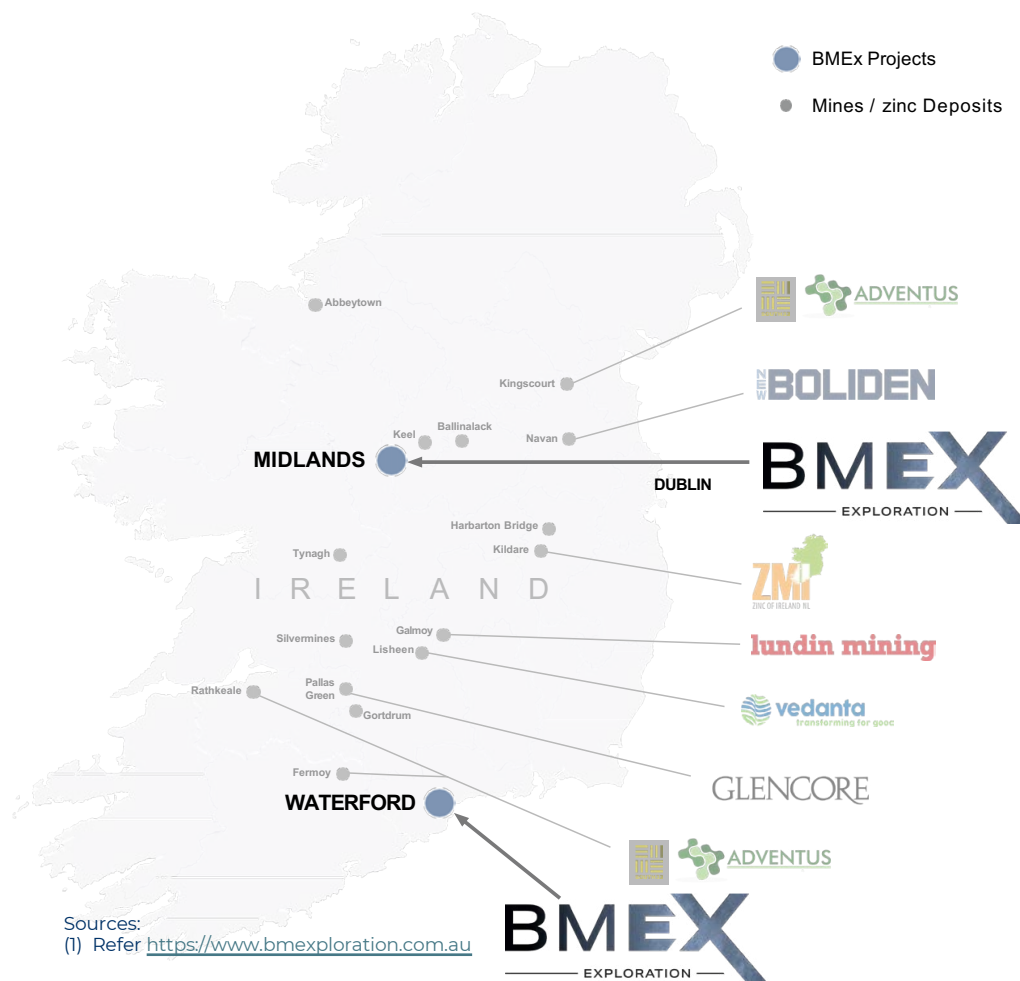 BMEx Projects
Mines / zinc Deposits
Abbeytown
ADVENTUS
Kingscourt
NEW BOLIDEN
Ballinalack
Keel
Navan
MIDLANDS
DUBLIN
BMEX
EXPLORATION
Harbarton Bridge
Kildare
Tynagh
ZMI
ZINC OF IRELAND NL
IRELAND
Galmoy
Silvermines
Lisheen
lundin mining
Rathkeale
Pallas
Green
Gortdrum
vedanta
transforming for good
Fermoy
GLENCORE
WATERFORD
ADVENTUS
BMEX
EXPLORATION
Sources:
(1) Refer https://www.bmexploration.com.au